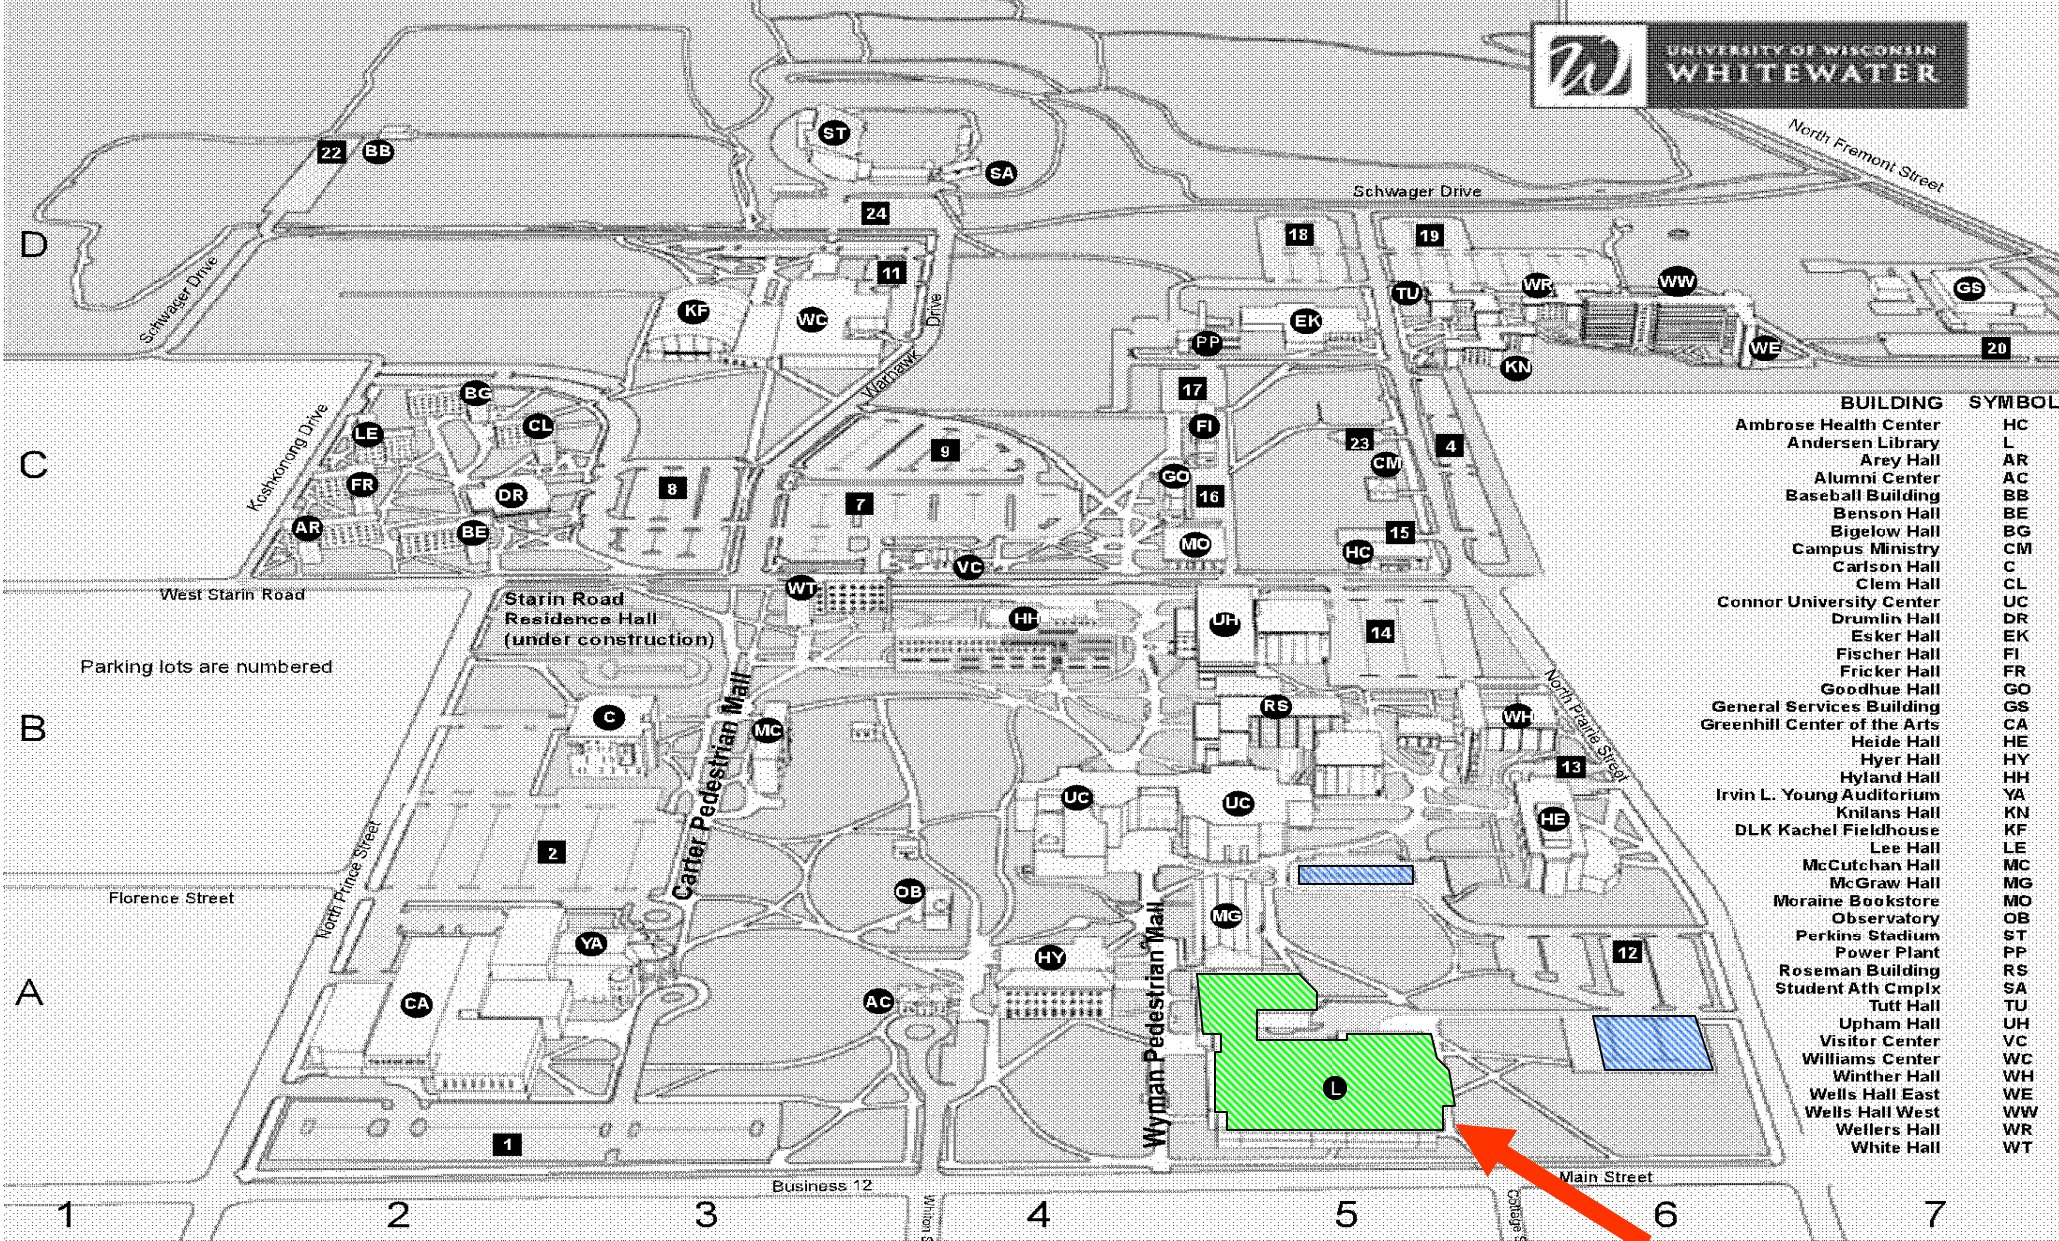 UNIVERSITY OF WISCONSIN
WHITEWATER
North Fremont Street
ST
22
BB
SA
Schwager Drive
24
D
18
19
11
Schwager Drive
KF
WC
Drive
TU
WR
WW
GS
EK
PP
WE
20
KN
Warhawk
17
BG
LE
CL
FI
23
4
C
9
CM
Koshkonong Drive
FR
DR
8
7
GO
16
AR
BE
MO
15
HC
VC
West Starin Road
WT
Starin Road
Residence Hall
(under construction)
HH
UH
14
Parking lots are numbered
Carter Pedestrian Mall
North Prairie Street
B
C
MC
RS
WH
13
UC
UC
HE
2
North Prince Street
Florence Street
OB
MG
Wyman Pedestrian Mall
YA
HY
12
A
CA
AC
L
1
Business 12
Main Street
1
2
3
4
5
6
7
BUILDING SYMBOL
Ambrose Health Center HC
Andersen Library L
Arey Hall AR
Alumni Center AC
Baseball Building BB
Benson Hall BE
Bigelow Hall BG
Campus Ministry CM
Carlson Hall C
Clem Hall CL
Connor University Center UC
Drumlin Hall DR
Esker Hall EK
Fischer Hall FI
Fricker Hall FR
Goodhue Hall GO
General Services Building GS
Greenhill Center of the Arts CA
Heide Hall HE
Hyer Hall HY
Hyland Hall HH
Irvin L. Young Auditorium YA
Knilans Hall KN
DLK Kachel Fieldhouse KF
Lee Hall LE
McCutchan Hall MC
McGraw Hall MG
Moraine Bookstore MO
Observatory OB
Perkins Stadium ST
Power Plant PP
Roseman Building RS
Student Ath Cmplx SA
Tutt Hall TU
Upham Hall UH
Visitor Center VC
Williams Center WC
Winther Hall WH
Wells Hall East WE
Wells Hall West WW
Wellers Hall WR
White Hall WT